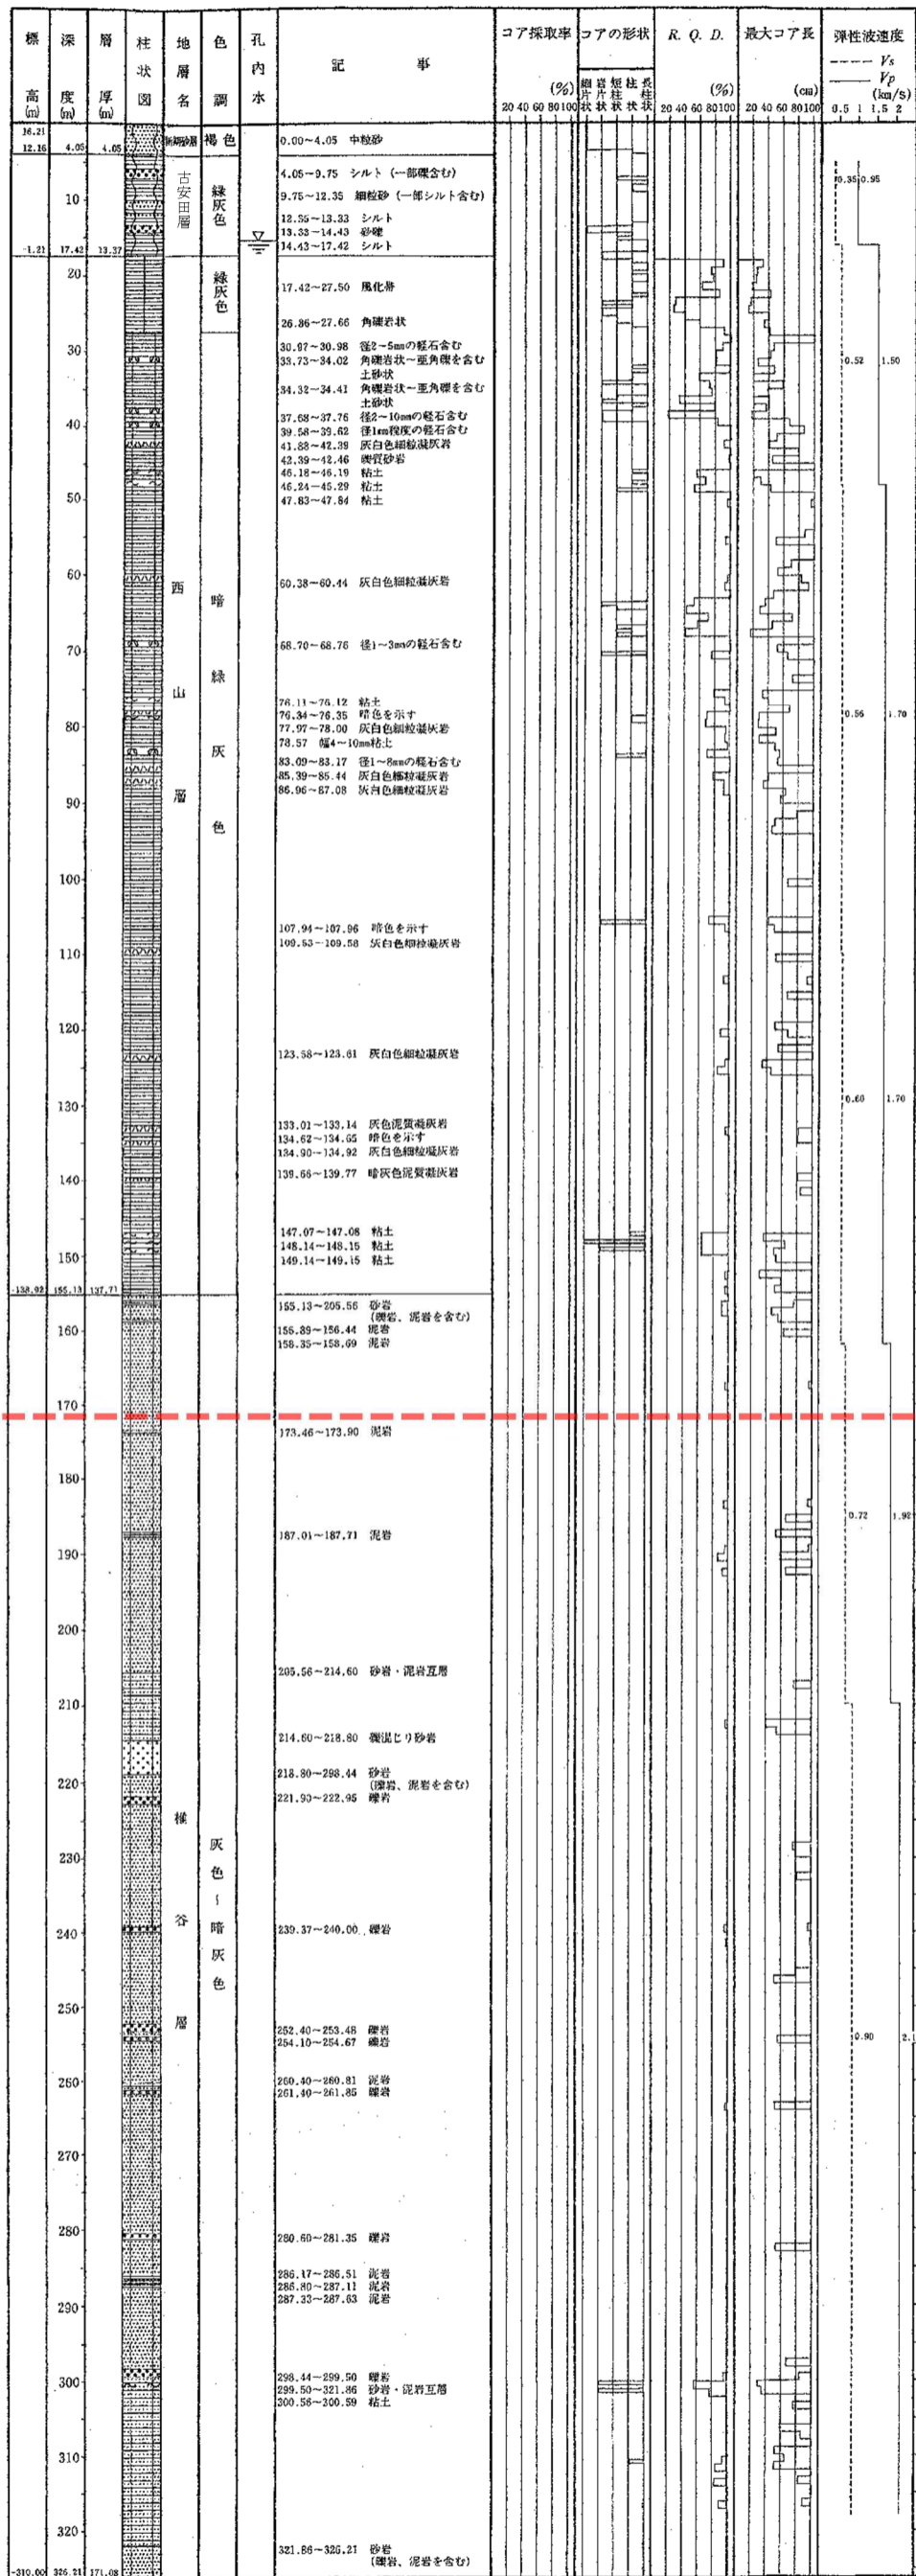 標高(m)
深度(m)
層厚(m)
柱状図
地層名
色調
孔内水
記事
コア採取率
(%)
20 40 60 80 100
コアの形状
細片状
岩片状
短柱状
柱状
長柱状
R. Q. D.
(%)
20 40 60 80 100
最大コア長
(cm)
20 40 60 80 100
弾性波速度
Vs
Vp
(km/s)
0.5 1 1.5 2
16.21
12.16 4.05 4.05
褐色
0.00~4.05 中粒砂
古安田層
緑灰色
4.05~9.75 シルト (一部礫含む)
9.75~12.35 細粒砂 (一部シルト含む)
13.33~14.43 砂礫
14.43~17.42 シルト
0.35 0.95
10
-1.21 17.42 13.37
20
緑灰色
17.42~27.50 風化帯
26.86~27.66 角礫岩状
30
30.97~30.98 径2~5mmの軽石含む
33.73~34.02 角礫岩状~亜角礫を含む
土砂状
34.32~34.41 角礫岩状~亜角礫を含む
土砂状
37.68~37.76 径2~10mmの軽石含む
39.58~39.62 径1mm程度の軽石含む
41.88~42.39 灰白色細粒凝灰岩
42.39~42.46 礫質砂岩
46.18~46.19 粘土
47.83~47.84 粘土
0.52 1.50
40
50
60
西山層
暗緑灰色
60.38~60.44 灰白色細粒凝灰岩
68.70~68.76 径1~3mmの軽石含む
70
76.11~76.12 粘土
76.34~76.35 暗色を示す
77.97~78.00 灰白色細粒凝灰岩
78.57 幅4~10mm粘土
83.09~83.17 径1~8mmの軽石含む
85.39~85.44 灰白色細粒凝灰岩
86.96~87.08 灰白色細粒凝灰岩
0.56 1.70
80
90
100
107.94~107.96 暗色を示す
109.53~109.58 灰白色細粒凝灰岩
110
120
123.58~123.61 灰白色細粒凝灰岩
0.60 1.70
130
133.01~133.14 灰色泥質凝灰岩
134.62~134.65 暗色を示す
134.90~134.92 灰白色細粒凝灰岩
139.66~139.77 暗灰色泥質凝灰岩
140
147.07~147.08 粘土
148.14~148.15 粘土
149.14~149.15 粘土
150
-138.92 155.13 137.71
155.13~205.56 砂岩
(礫岩、泥岩を含む)
155.89~156.44 泥岩
158.35~158.69 泥岩
160
170
173.46~173.90 泥岩
180
187.01~187.71 泥岩
0.72 1.92
190
200
205.56~214.60 砂岩・泥岩互層
210
214.60~218.80 礫混じり砂岩
218.80~298.44 砂岩
(礫岩、泥岩を含む)
221.90~222.95 礫岩
220
椎谷層
灰色~暗灰色
230
239.37~240.00 礫岩
240
250
252.40~253.48 礫岩
254.10~254.67 礫岩
0.90 2.1
260
260.40~260.81 泥岩
261.40~261.85 礫岩
270
280
280.60~281.35 礫岩
286.17~286.51 泥岩
286.80~287.11 泥岩
287.33~287.63 泥岩
290
298.44~299.50 礫岩
299.50~321.86 砂岩・泥岩互層
300.56~300.59 粘土
300
310
320
321.86~326.21 砂岩
(礫岩、泥岩を含む)
-310.00 326.21 171.08